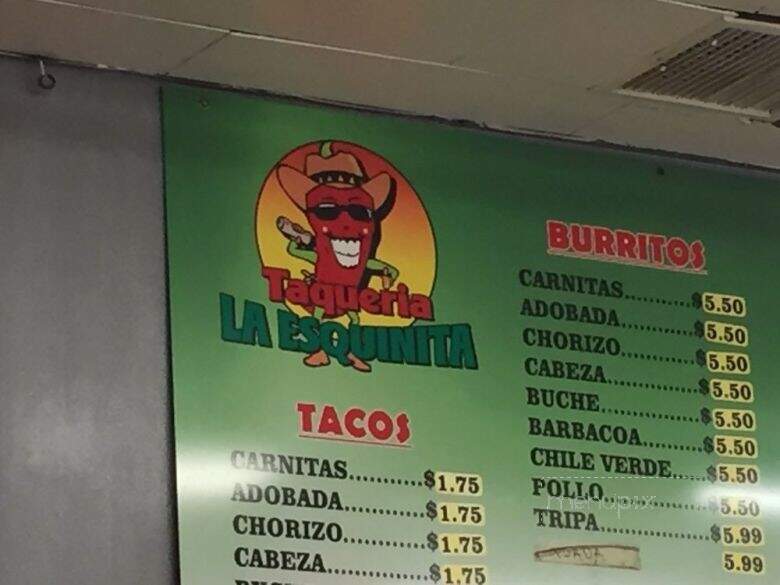 Taqueria
LA ESQUINITA
TACOS
CARNITAS..........$1.75
ADOBADA..........$1.75
CHORIZO..........$1.75
CABEZA............$1.75
BURRITOS
CARNITAS..........$5.50
ADOBADA...........$5.50
CHORIZO...........$5.50
CABEZA.............$5.50
BUCHE..............$5.50
BARBACOA.........$5.50
CHILE VERDE.....$5.50
POLLO..............$5.50
TRIPA...............$5.99
5.99
menupix